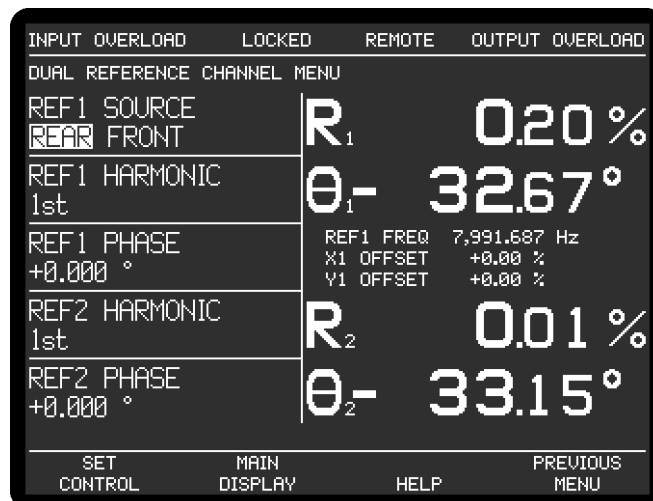 INPUT OVERLOAD LOCKED REMOTE OUTPUT OVERLOAD
DUAL REFERENCE CHANNEL MENU
REF1 SOURCE
REAR FRONT
REF1 HARMONIC
1st
REF1 PHASE
+0.000 °
REF2 HARMONIC
1st
REF2 PHASE
+0.000 °
R1 0.20 %
θ1- 32.67°
REF1 FREQ 7,991.687 Hz
X1 OFFSET +0.00 %
Y1 OFFSET +0.00 %
R2 0.01 %
θ2- 33.15°
SET CONTROL
MAIN DISPLAY
HELP
PREVIOUS MENU